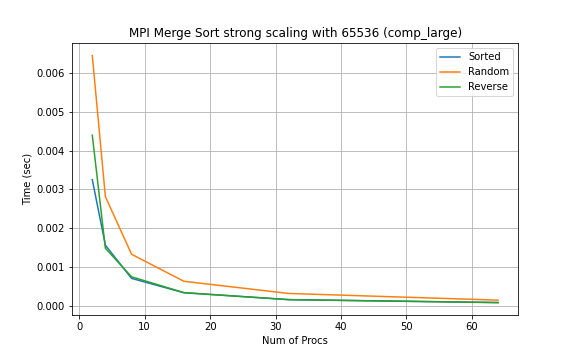 MPI Merge Sort strong scaling with 65536 (comp_large)
Sorted
Random
Reverse
Time (sec)
0.006
0.005
0.004
0.003
0.002
0.001
0.000
0 10 20 30 40 50 60
Num of Procs